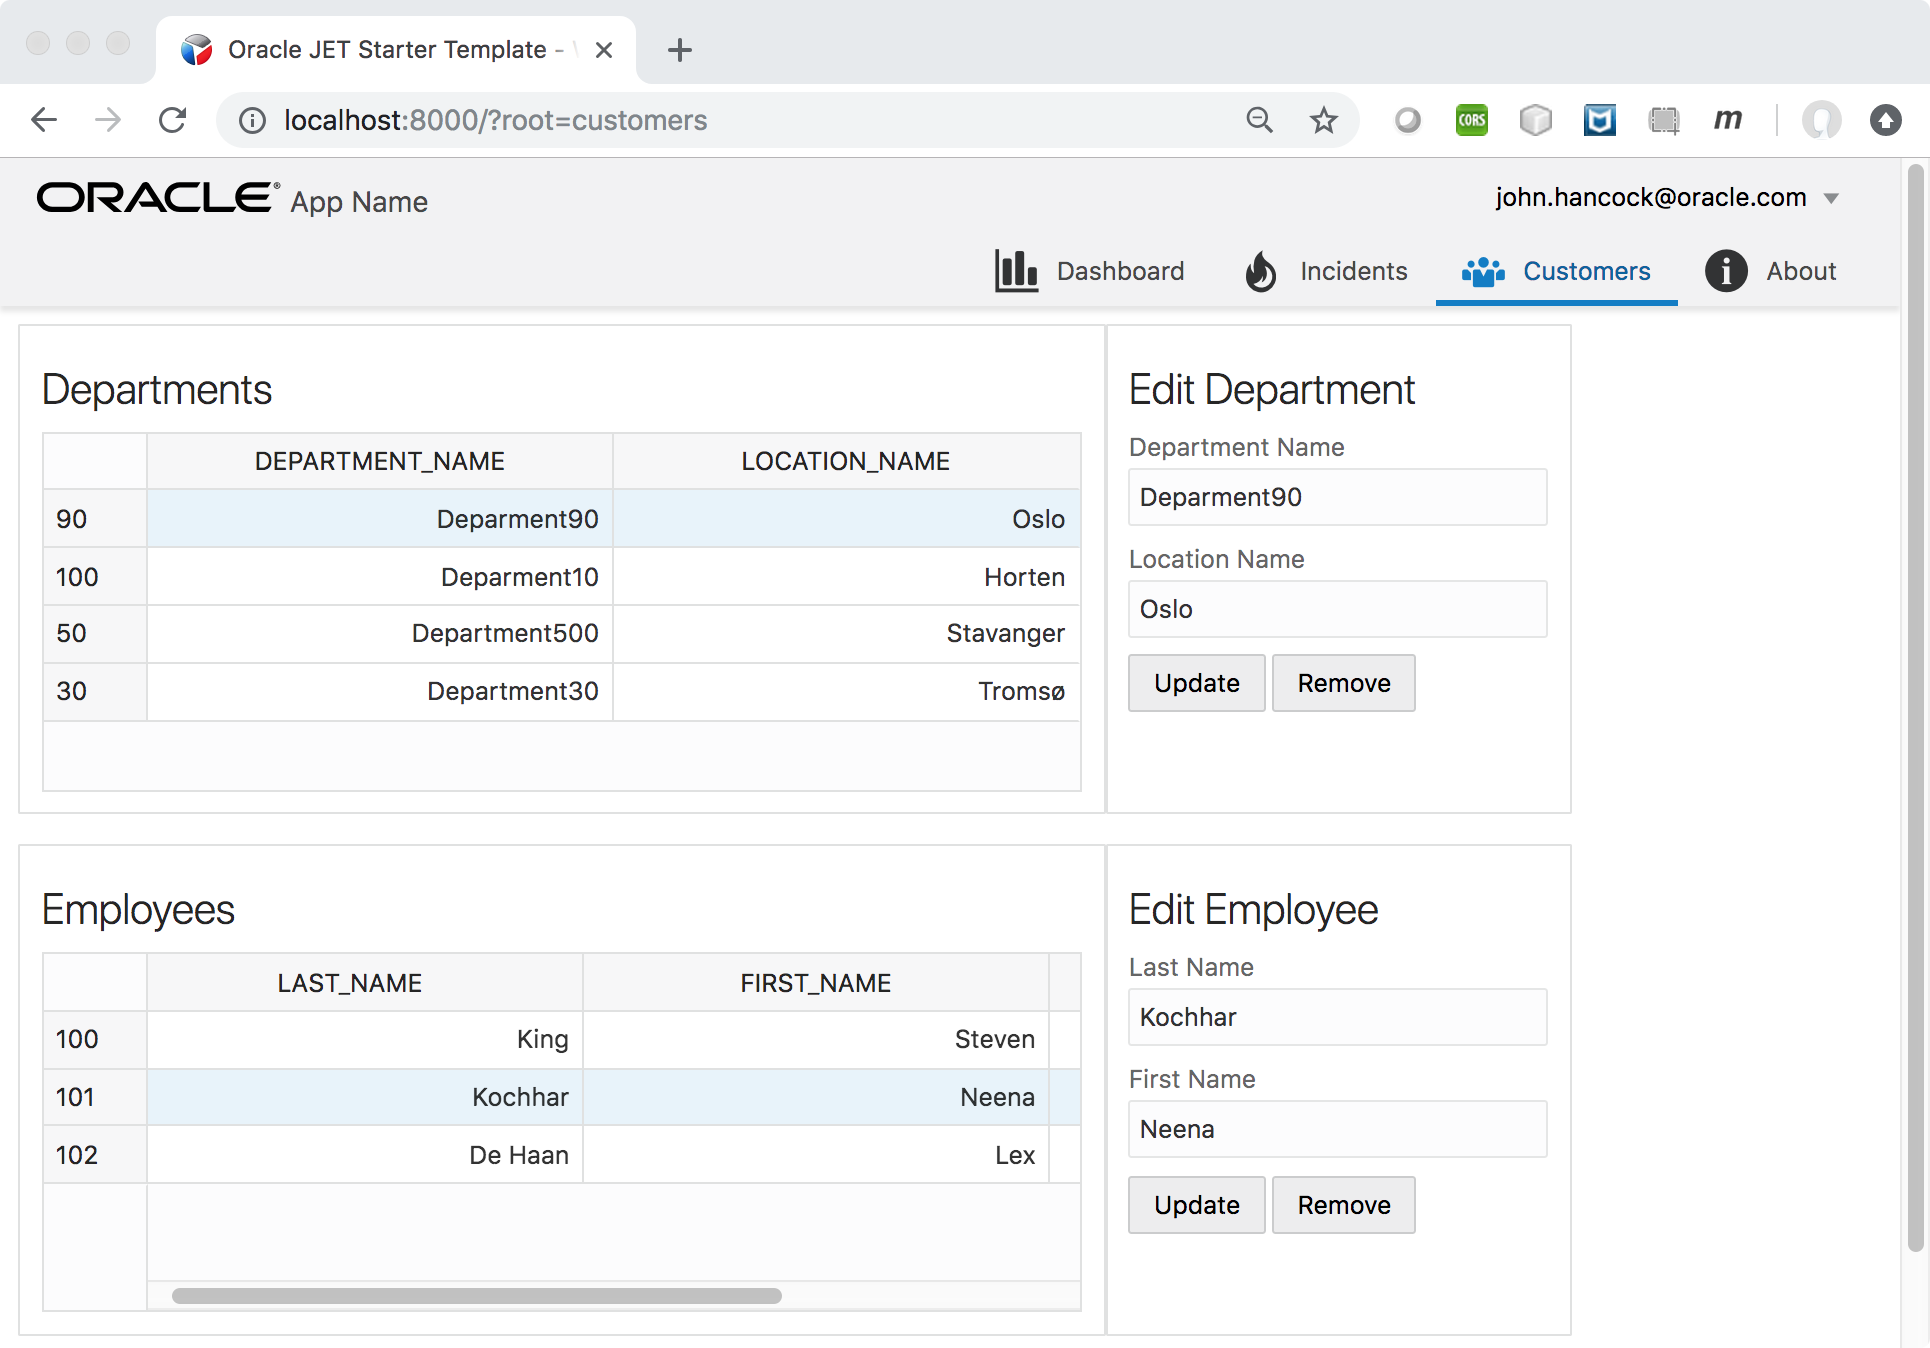 Oracle JET Starter Template -
localhost:8000/?root=customers
CORS
m
ORACLE® App Name
john.hancock@oracle.com
Dashboard Incidents Customers About
Departments
DEPARTMENT_NAME LOCATION_NAME
90 Deparment90 Oslo
100 Deparment10 Horten
50 Department500 Stavanger
30 Department30 Tromsø
Edit Department
Department Name
Deparment90
Location Name
Oslo
Update Remove
Employees
LAST_NAME FIRST_NAME
100 King Steven
101 Kochhar Neena
102 De Haan Lex
Edit Employee
Last Name
Kochhar
First Name
Neena
Update Remove